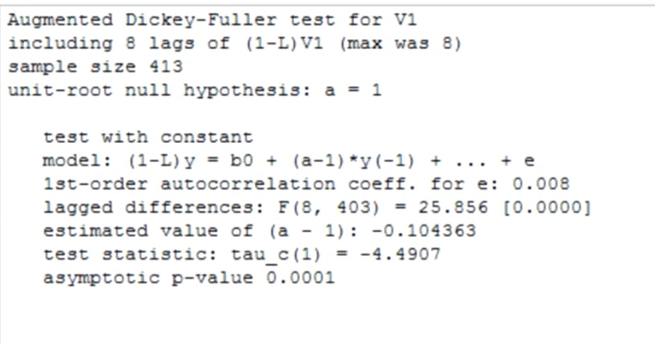 Augmented Dickey-Fuller test for V1
including 8 lags of (1-L)V1 (max was 8)
sample size 413
unit-root null hypothesis: a = 1
test with constant
model: (1-L)y = b0 + (a-1)*y(-1) + ... + e
1st-order autocorrelation coeff. for e: 0.008
lagged differences: F(8, 403) = 25.856 [0.0000]
estimated value of (a - 1): -0.104363
test statistic: tau_c(1) = -4.4907
asymptotic p-value 0.0001